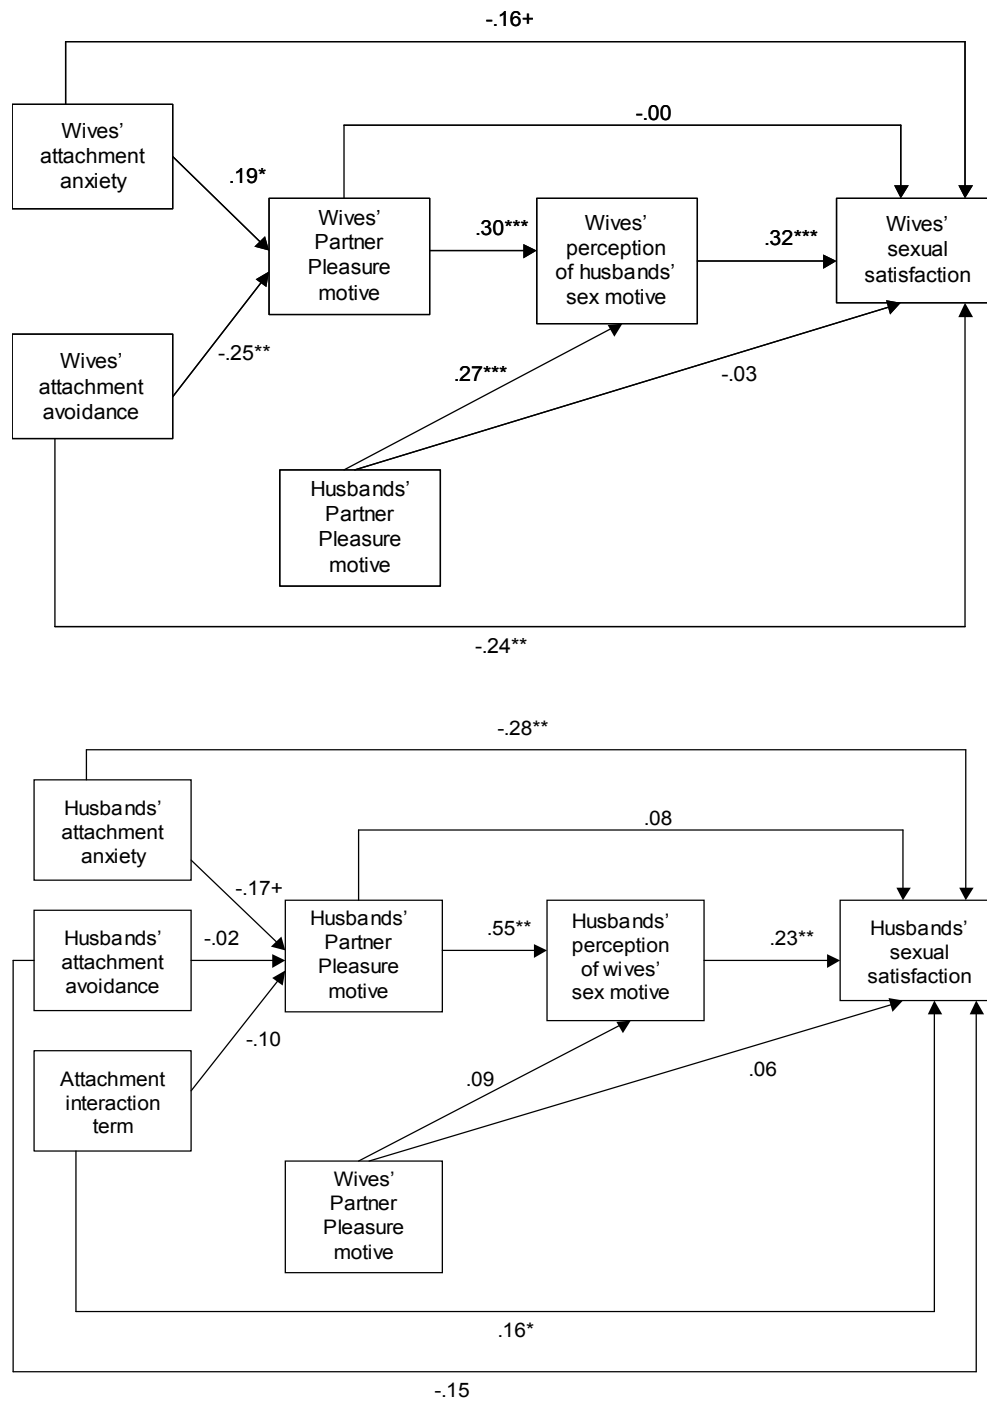 -.16+
-.00
Wives’
attachment
anxiety
.19*
Wives’
Partner
Pleasure
motive
.30***
Wives’
perception
of husbands’
sex motive
.32***
Wives’
sexual
satisfaction
Wives’
attachment
avoidance
-.25**
.27***
-.03
Husbands’
Partner
Pleasure
motive
-.24**
-.28**
Husbands’
attachment
anxiety
.08
-.17+
Husbands’
attachment
avoidance
-.02
Husbands’
Partner
Pleasure
motive
.55**
Husbands’
perception
of wives’
sex motive
.23**
Husbands’
sexual
satisfaction
-.10
Attachment
interaction
term
.09
.06
Wives’
Partner
Pleasure
motive
.16*
-.15